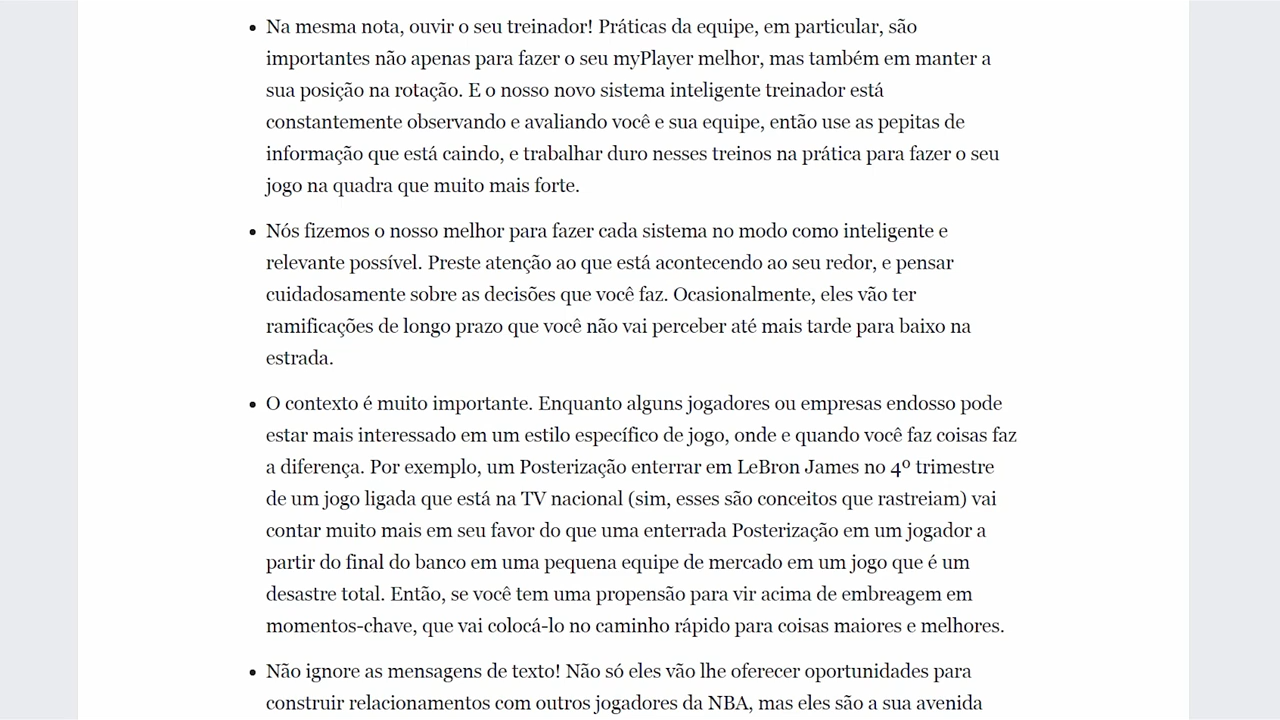 • Na mesma nota, ouvir o seu treinador! Práticas da equipe, em particular, são
importantes não apenas para fazer o seu myPlayer melhor, mas também em manter a
sua posição na rotação. E o nosso novo sistema inteligente treinador está
constantemente observando e avaliando você e sua equipe, então use as pepitas de
informação que está caindo, e trabalhar duro nesses treinos na prática para fazer o seu
jogo na quadra que muito mais forte.
• Nós fizemos o nosso melhor para fazer cada sistema no modo como inteligente e
relevante possível. Preste atenção ao que está acontecendo ao seu redor, e pensar
cuidadosamente sobre as decisões que você faz. Ocasionalmente, eles vão ter
ramificações de longo prazo que você não vai perceber até mais tarde para baixo na
estrada.
• O contexto é muito importante. Enquanto alguns jogadores ou empresas endosso pode
estar mais interessado em um estilo específico de jogo, onde e quando você faz coisas faz
a diferença. Por exemplo, um Posterização enterrar em LeBron James no 4º trimestre
de um jogo ligada que está na TV nacional (sim, esses são conceitos que rastreiam) vai
contar muito mais em seu favor do que uma enterrada Posterização em um jogador a
partir do final do banco em uma pequena equipe de mercado em um jogo que é um
desastre total. Então, se você tem uma propensão para vir acima de embreagem em
momentos-chave, que vai colocá-lo no caminho rápido para coisas maiores e melhores.
• Não ignore as mensagens de texto! Não só eles vão lhe oferecer oportunidades para
construir relacionamentos com outros jogadores da NBA, mas eles são a sua avenida